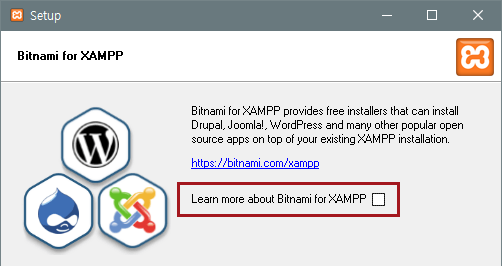 Setup
Bitnami for XAMPP
Bitnami for XAMPP provides free installers that can install
Drupal, Joomla!, WordPress and many other popular open
source apps on top of your existing XAMPP installation.
https://bitnami.com/xampp
Learn more about Bitnami for XAMPP